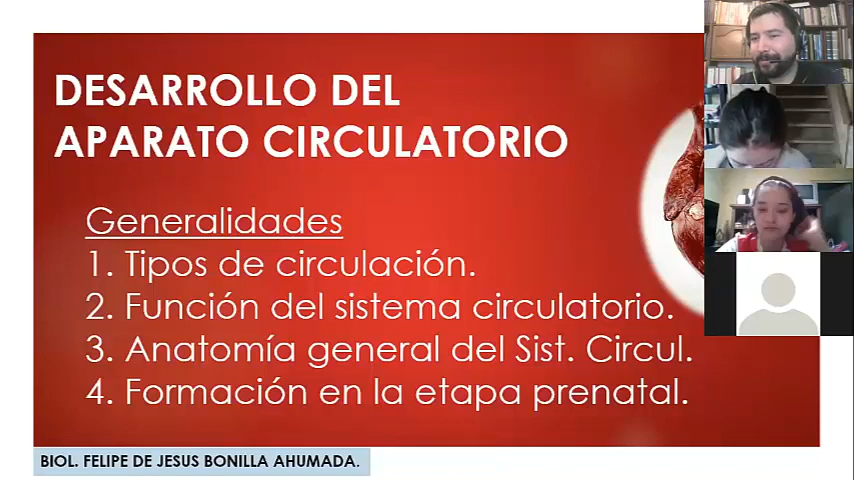 DESARROLLO DEL
APARATO CIRCULATORIO
Generalidades
1. Tipos de circulación.
2. Función del sistema circulatorio.
3. Anatomía general del Sist. Circul.
4. Formación en la etapa prenatal.
BIOL. FELIPE DE JESUS BONILLA AHUMADA.